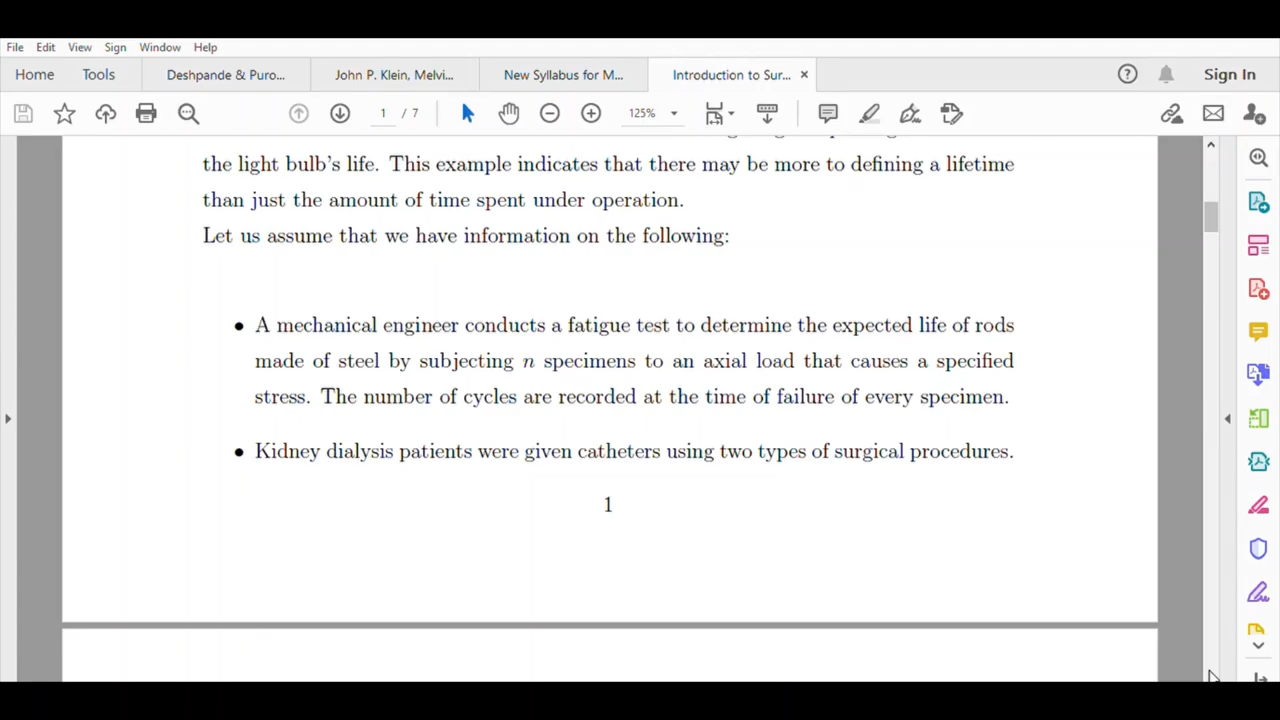 File Edit View Sign Window Help
Home Tools Deshpande & Puro... John P. Klein, Melvi... New Syllabus for M... Introduction to Sur... × Sign In
1 / 7 125%
the light bulb's life. This example indicates that there may be more to defining a lifetime
than just the amount of time spent under operation.
Let us assume that we have information on the following:
• A mechanical engineer conducts a fatigue test to determine the expected life of rods
made of steel by subjecting n specimens to an axial load that causes a specified
stress. The number of cycles are recorded at the time of failure of every specimen.
• Kidney dialysis patients were given catheters using two types of surgical procedures.
1